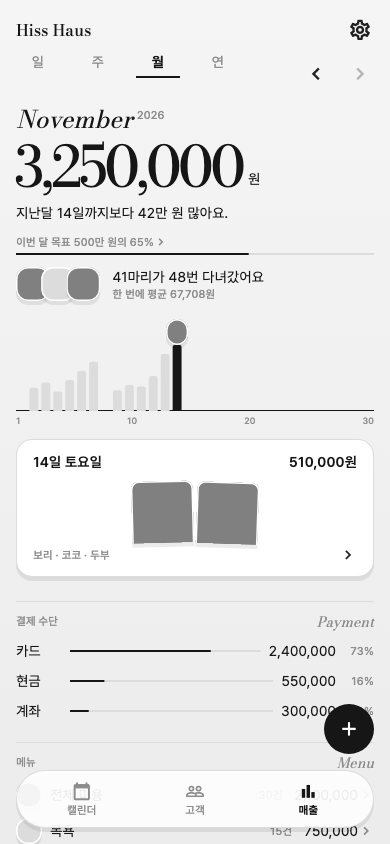 Hiss Haus
일 주 월 연
November 2026
3,250,000 원
지난달 14일까지보다 42만 원 많아요.
이번 달 목표 500만 원의 65%
41마리가 48번 다녀갔어요
한 번에 평균 67,708원
1 10 20 30
14일 토요일 510,000원
보리 · 코코 · 두부
결제 수단 Payment
카드 2,400,000 73%
현금 550,000 16%
계좌 300,000
메뉴 Menu
캘린더 고객 매출
목욕 15건 750,000